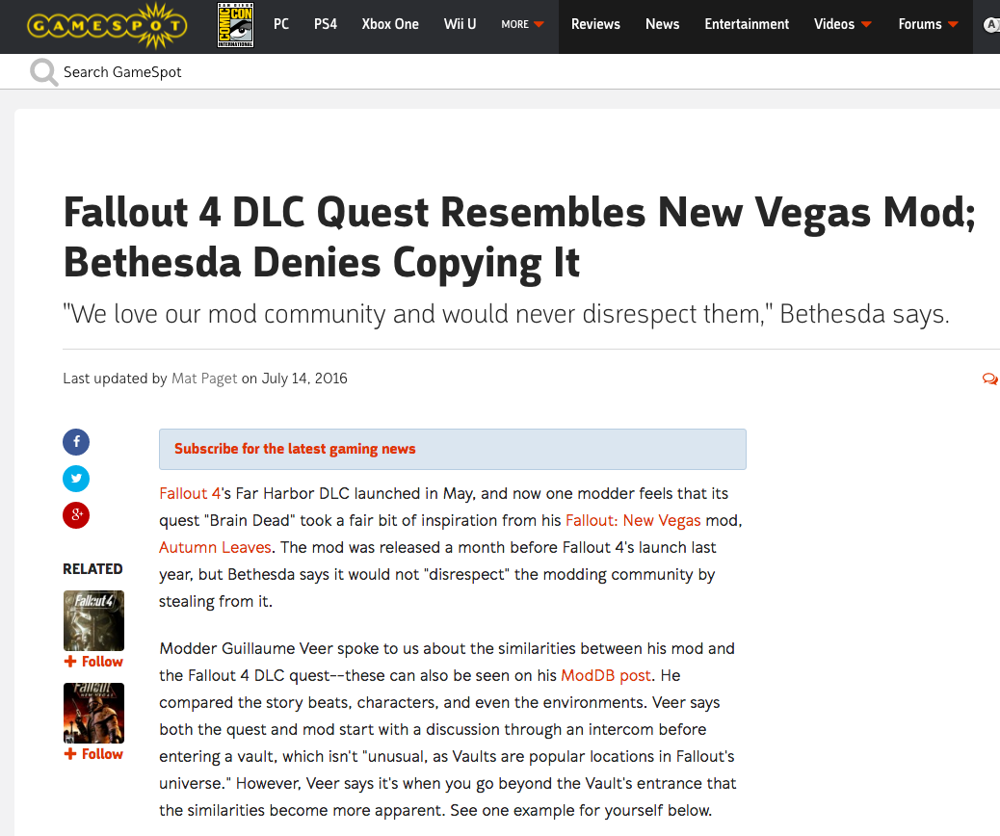 GAMESPOT
SAN DIEGO
COMIC CON
INTERNATIONAL
PC PS4 Xbox One Wii U MORE Reviews News Entertainment Videos Forums
Search GameSpot
Fallout 4 DLC Quest Resembles New Vegas Mod;
Bethesda Denies Copying It
"We love our mod community and would never disrespect them," Bethesda says.
Last updated by Mat Paget on July 14, 2016
Subscribe for the latest gaming news
Fallout 4's Far Harbor DLC launched in May, and now one modder feels that its
quest "Brain Dead" took a fair bit of inspiration from his Fallout: New Vegas mod,
Autumn Leaves. The mod was released a month before Fallout 4's launch last
year, but Bethesda says it would not "disrespect" the modding community by
stealing from it.
RELATED
Fallout 4
+ Follow
Fallout
NEW VEGAS
+ Follow
Modder Guillaume Veer spoke to us about the similarities between his mod and
the Fallout 4 DLC quest--these can also be seen on his ModDB post. He
compared the story beats, characters, and even the environments. Veer says
both the quest and mod start with a discussion through an intercom before
entering a vault, which isn't "unusual, as Vaults are popular locations in Fallout's
universe." However, Veer says it's when you go beyond the Vault's entrance that
the similarities become more apparent. See one example for yourself below.